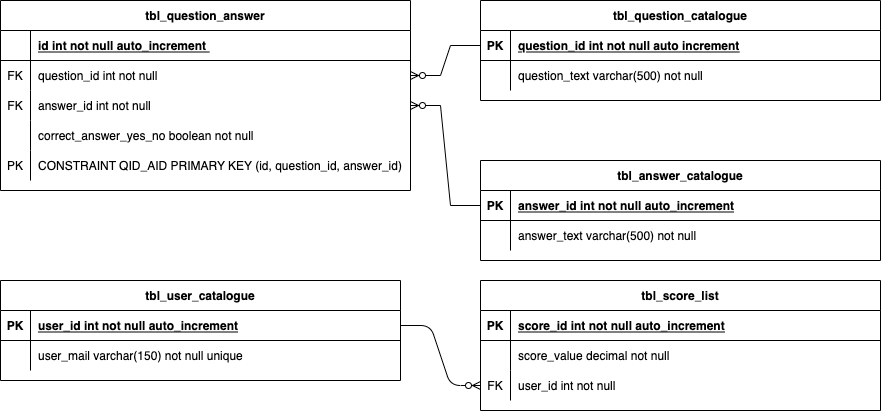 tbl_question_answer
id int not null auto_increment
FK question_id int not null
FK answer_id int not null
correct_answer_yes_no boolean not null
PK CONSTRAINT QID_AID PRIMARY KEY (id, question_id, answer_id)
tbl_question_catalogue
PK question_id int not null auto increment
question_text varchar(500) not null
tbl_answer_catalogue
PK answer_id int not null auto_increment
answer_text varchar(500) not null
tbl_user_catalogue
PK user_id int not null auto_increment
user_mail varchar(150) not null unique
tbl_score_list
PK score_id int not null auto_increment
score_value decimal not null
FK user_id int not null